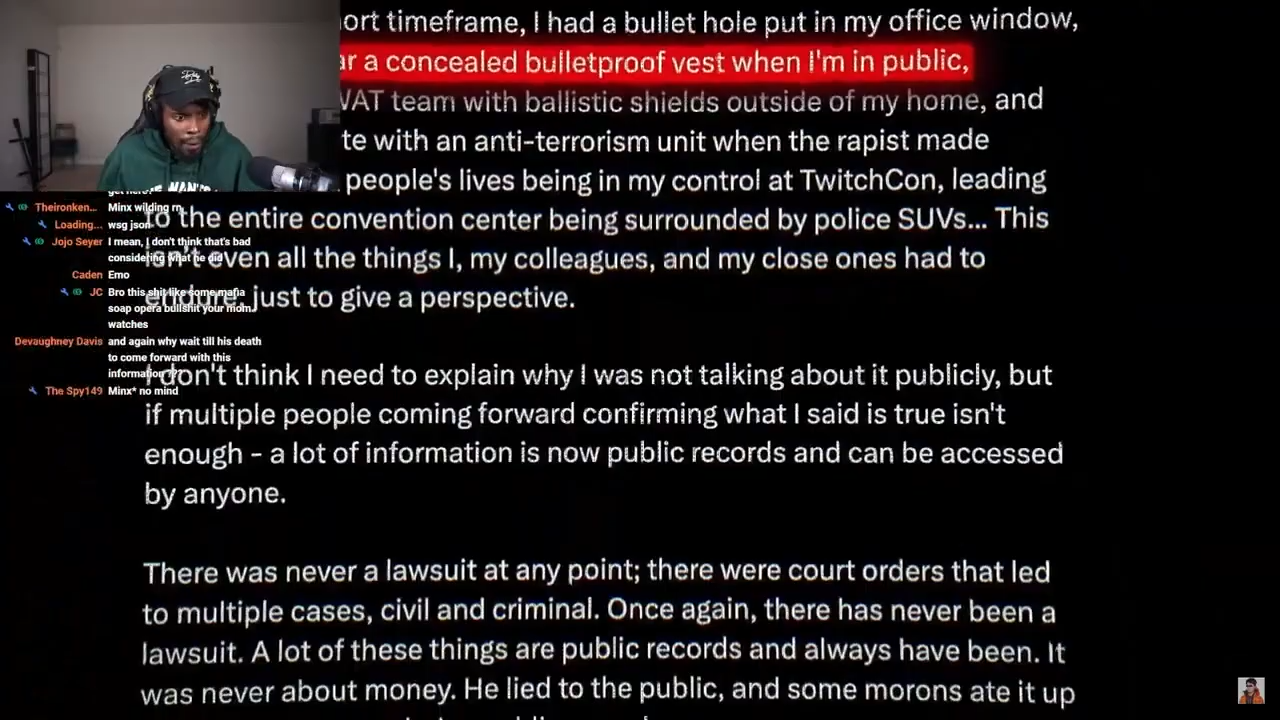 ort timeframe, I had a bullet hole put in my office window,
ar a concealed bulletproof vest when I'm in public,
WAT team with ballistic shields outside of my home, and
te with an anti-terrorism unit when the rapist made
people's lives being in my control at TwitchCon, leading
to the entire convention center being surrounded by police SUVs... This
isn't even all the things I, my colleagues, and my close ones had to
endure, just to give a perspective.
Theironken... Minx wilding rn
Loading... wsg json
Jojo Seyer I mean, I don't think that's bad
considering what he did
Caden Emo
JC Bro this shit like some mafia
soap opera bullshit your mom
watches
Devaughney Davis and again why wait till his death
to come forward with this
information ???
The Spy149 Minx* no mind
I don't think I need to explain why I was not talking about it publicly, but
if multiple people coming forward confirming what I said is true isn't
enough - a lot of information is now public records and can be accessed
by anyone.
There was never a lawsuit at any point; there were court orders that led
to multiple cases, civil and criminal. Once again, there has never been a
lawsuit. A lot of these things are public records and always have been. It
was never about money. He lied to the public, and some morons ate it up